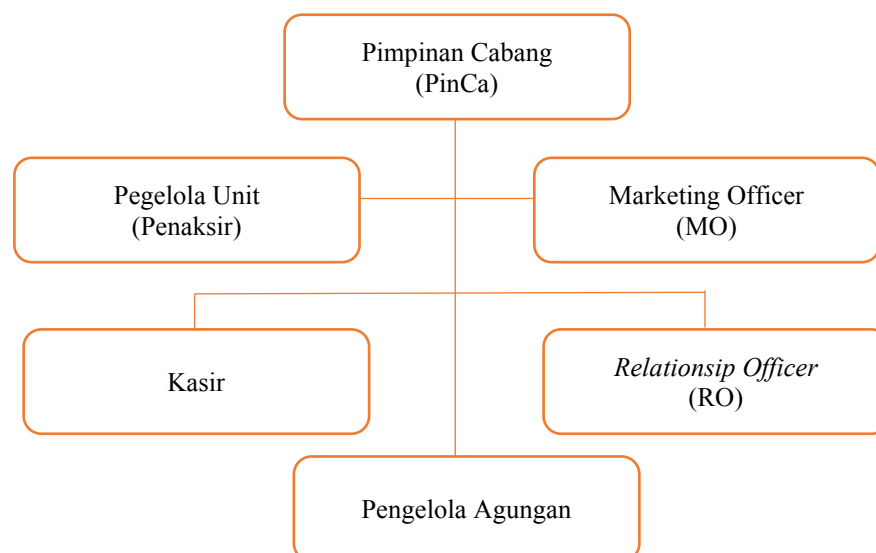 Pimpinan Cabang
(PinCa)
Pegelola Unit
(Penaksir)
Marketing Officer
(MO)
Kasir
Relationsip Officer
(RO)
Pengelola Agungan